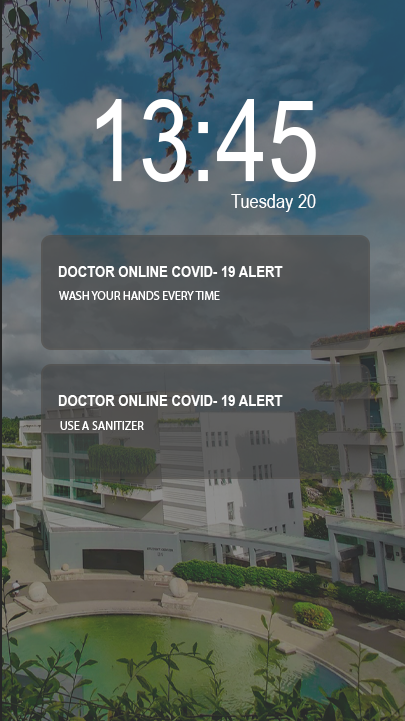 13:45
Tuesday 20
DOCTOR ONLINE COVID- 19 ALERT
WASH YOUR HANDS EVERY TIME
DOCTOR ONLINE COVID- 19 ALERT
USE A SANITIZER